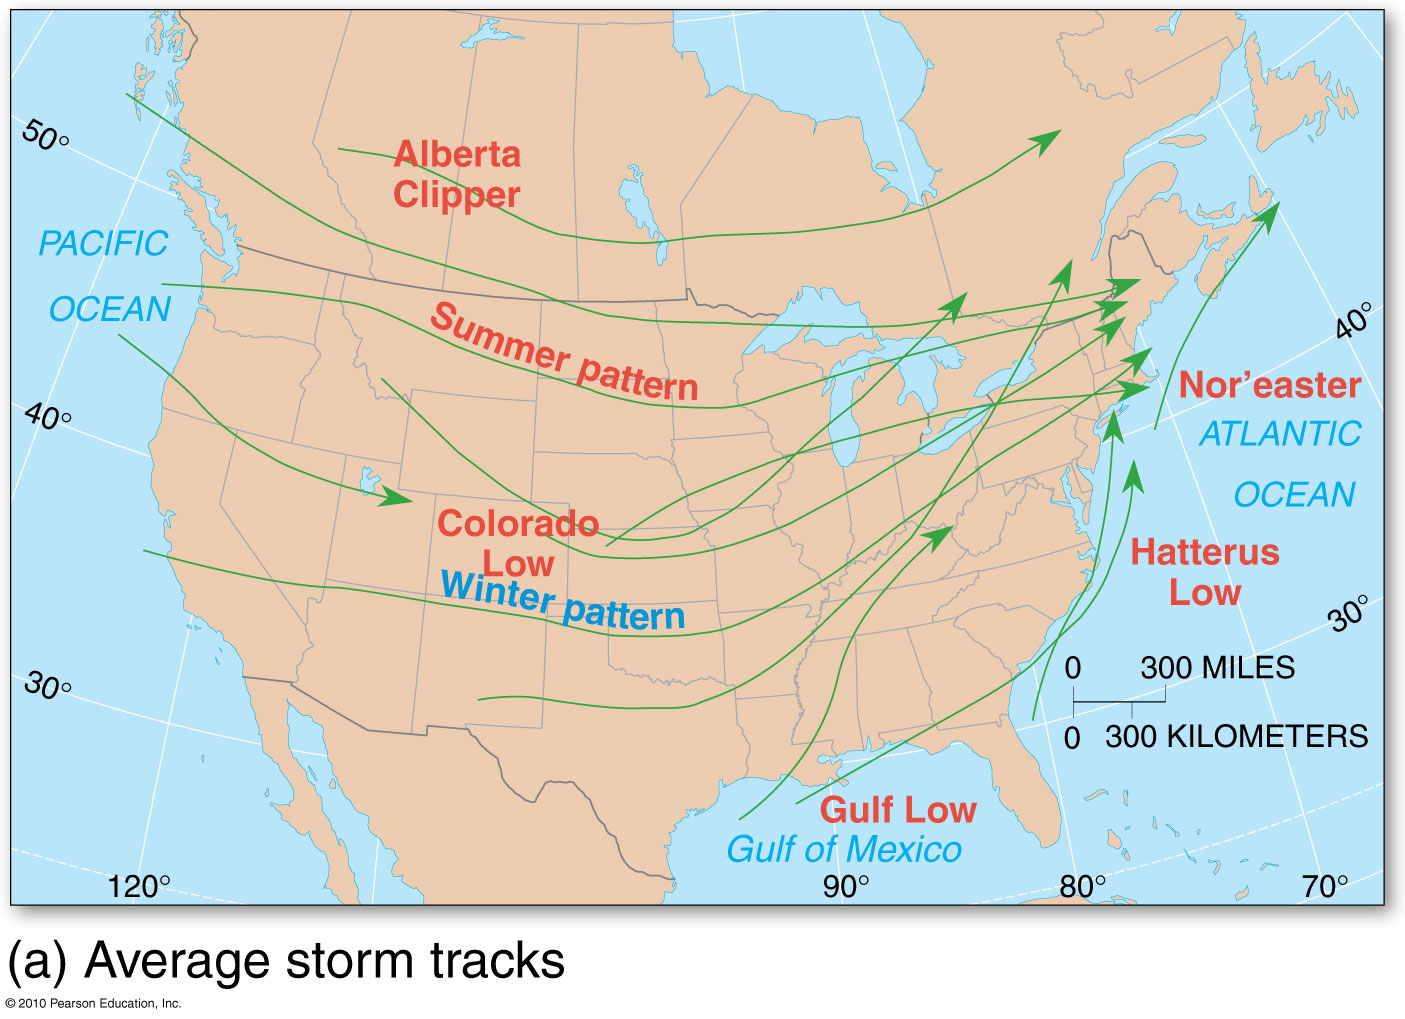 Alberta
Clipper
50°
PACIFIC
OCEAN
Summer pattern
40°
Nor’easter
ATLANTIC
OCEAN
40°
Colorado
Low
Winter pattern
Hatterus
Low
30°
30°
0 300 MILES
0 300 KILOMETERS
Gulf Low
Gulf of Mexico
120° 90° 80° 70°
(a) Average storm tracks
© 2010 Pearson Education, Inc.